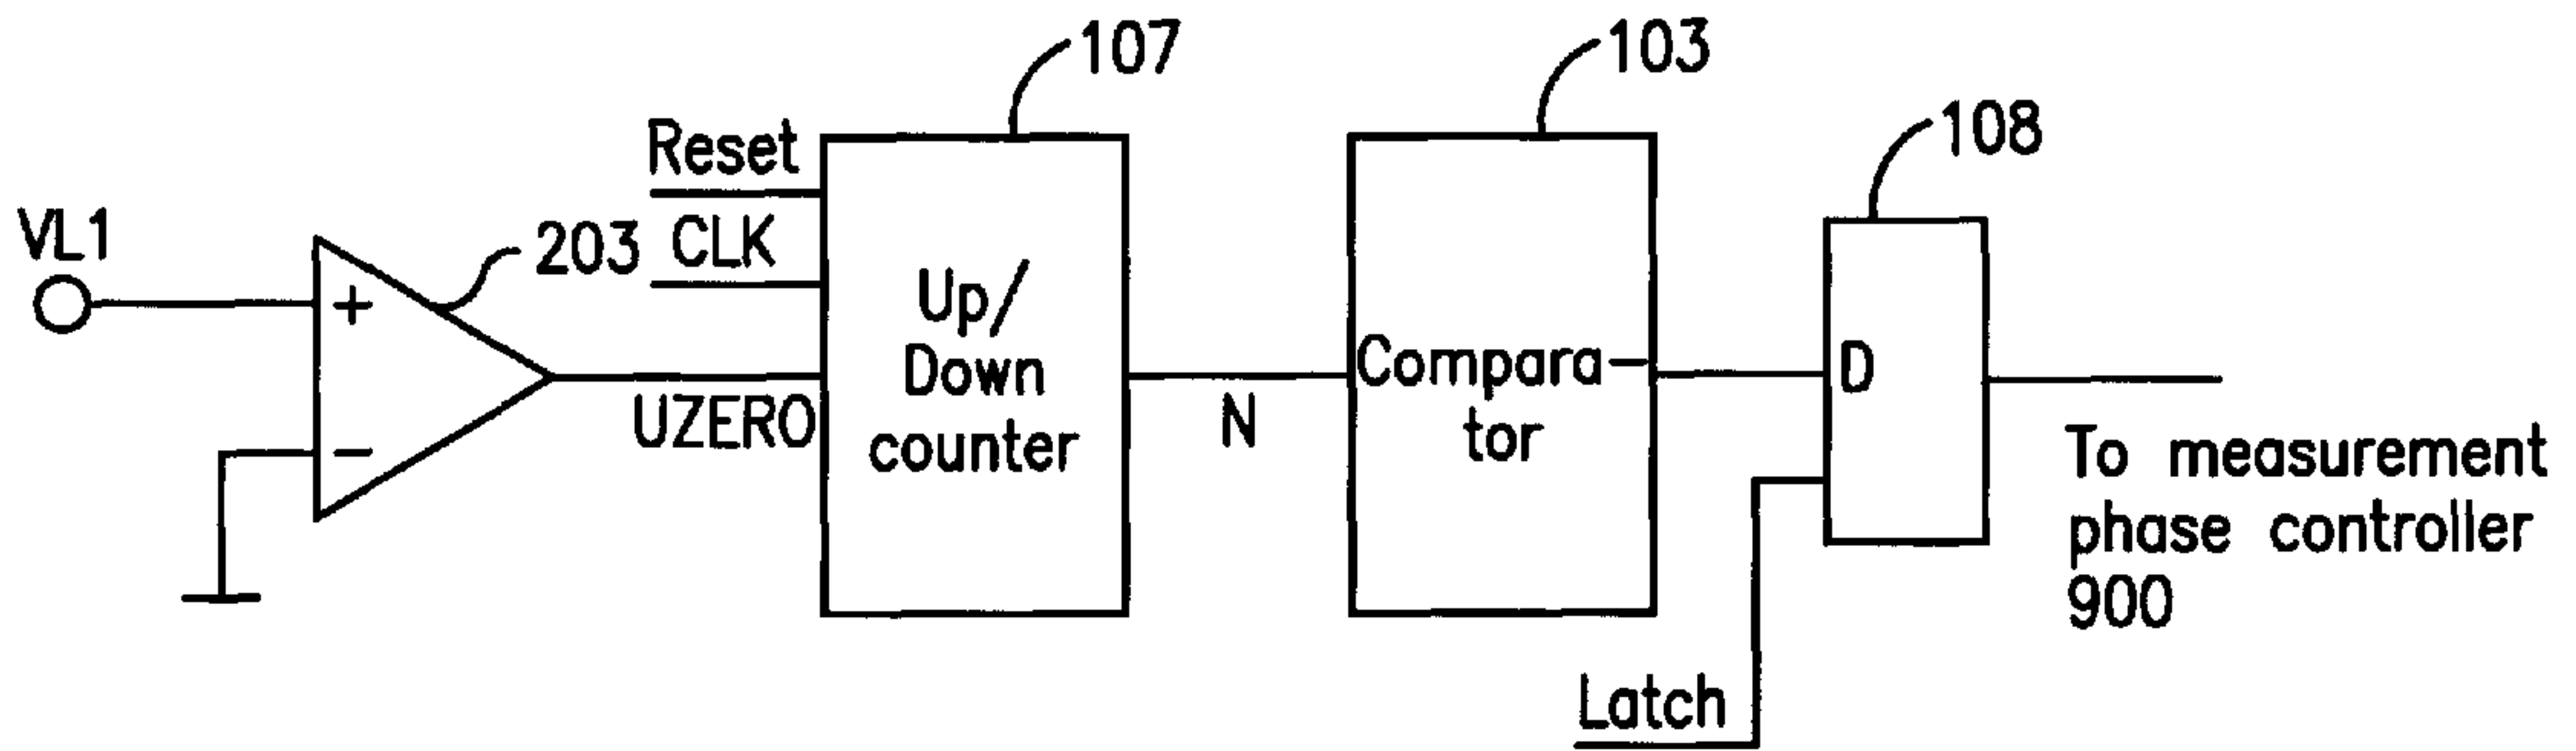 107
103
108
Reset
VL1
203
CLK
+
−
UZERO
Up/
Down
counter
N
Compara-
tor
D
Latch
To measurement
phase controller
900